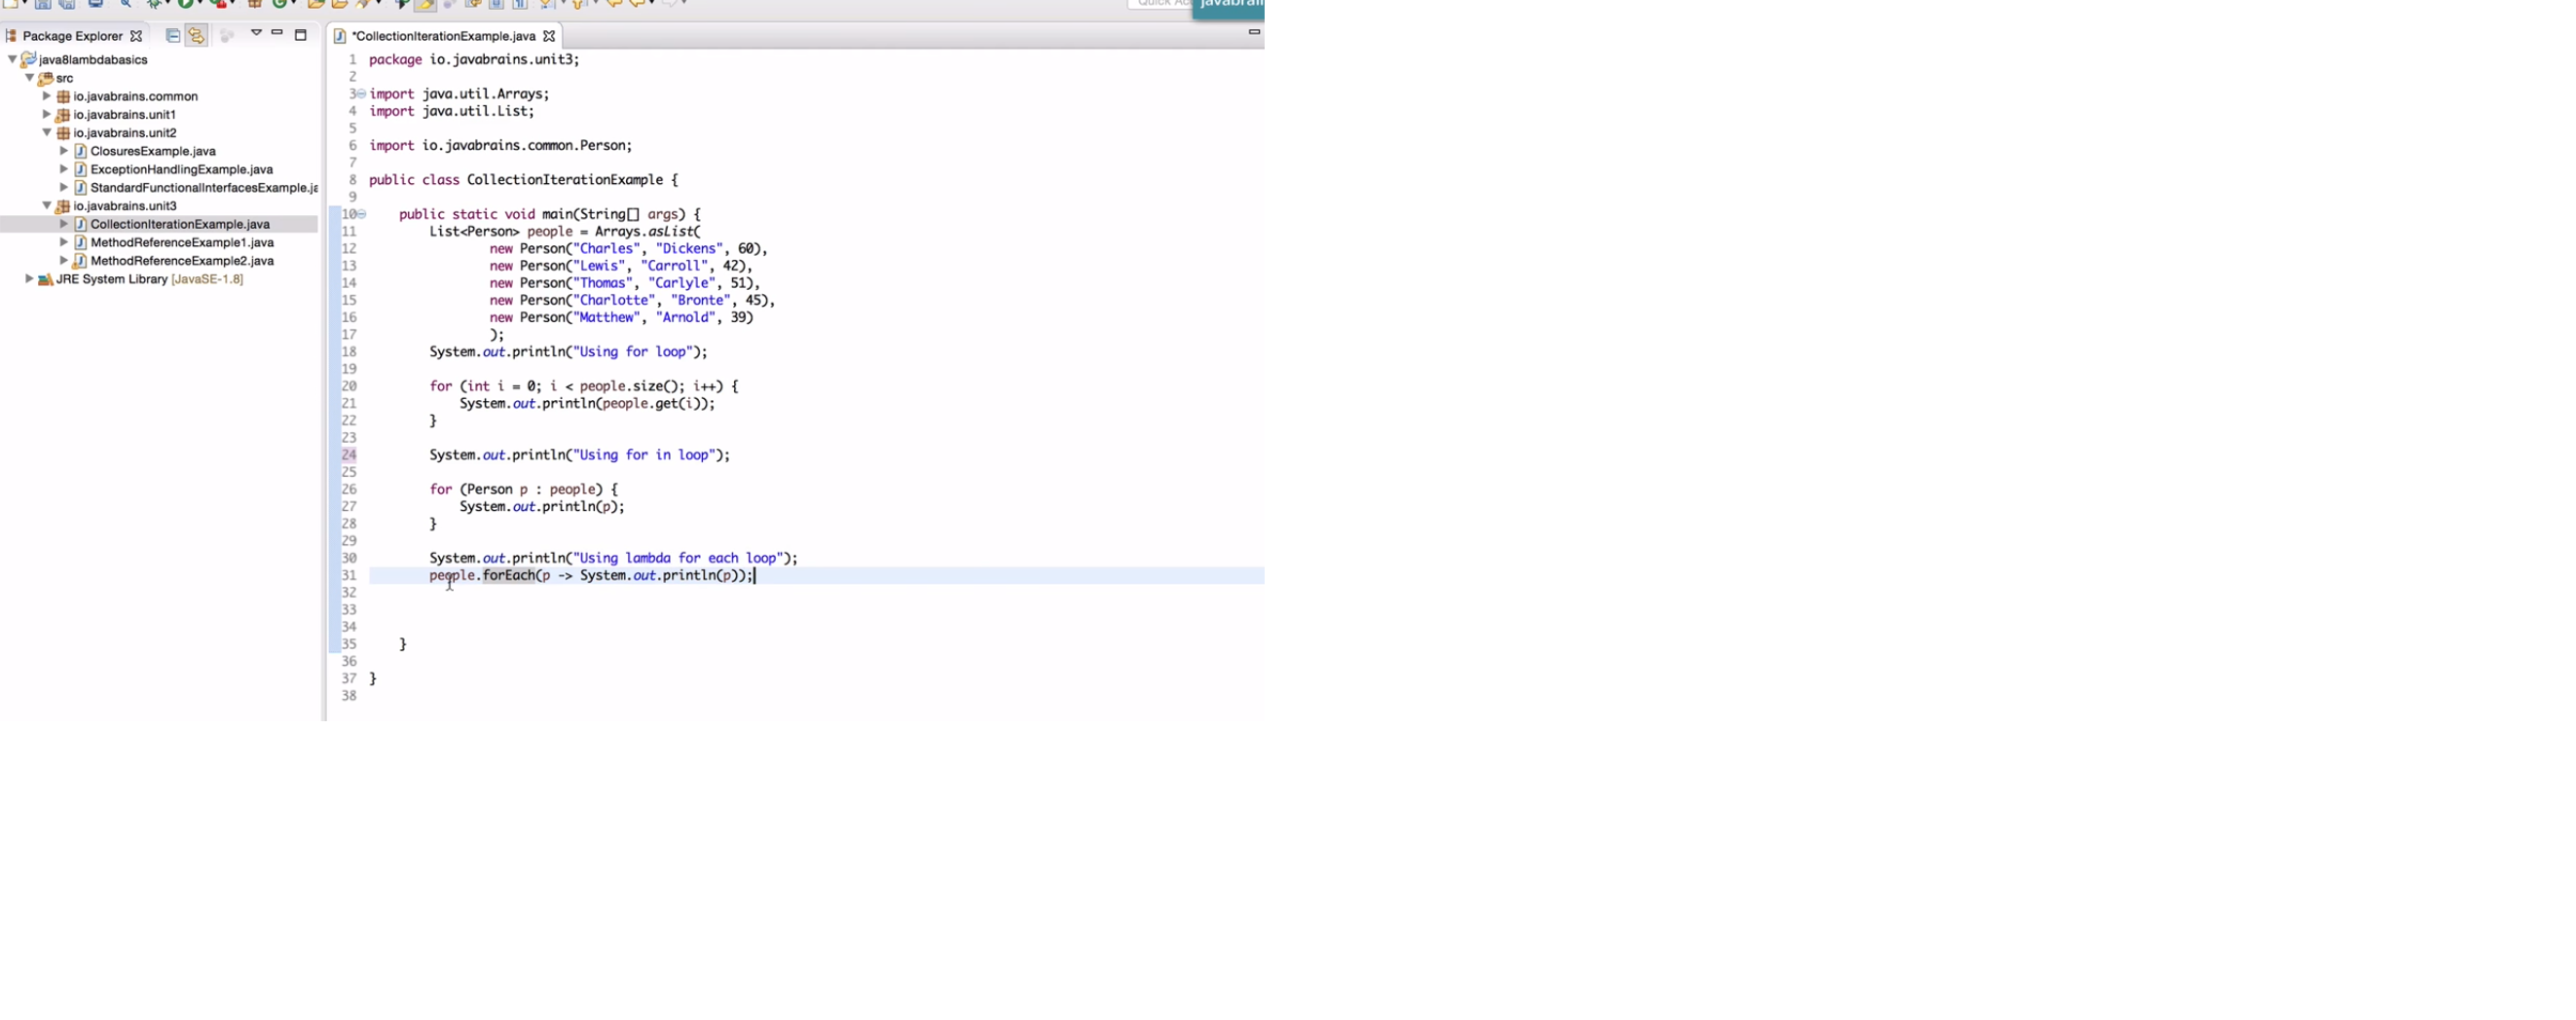 Quick Ac
javabrain
Package Explorer
java8lambdabasics
src
io.javabrains.common
io.javabrains.unit1
io.javabrains.unit2
ClosuresExample.java
ExceptionHandlingExample.java
StandardFunctionalInterfacesExample.ja
io.javabrains.unit3
CollectionIterationExample.java
MethodReferenceExample1.java
MethodReferenceExample2.java
JRE System Library [JavaSE-1.8]
*CollectionIterationExample.java
1 package io.javabrains.unit3;
2
3 import java.util.Arrays;
4 import java.util.List;
5
6 import io.javabrains.common.Person;
7
8 public class CollectionIterationExample {
9
10 public static void main(String[] args) {
11 List<Person> people = Arrays.asList(
12 new Person("Charles", "Dickens", 60),
13 new Person("Lewis", "Carroll", 42),
14 new Person("Thomas", "Carlyle", 51),
15 new Person("Charlotte", "Bronte", 45),
16 new Person("Matthew", "Arnold", 39)
17 );
18 System.out.println("Using for loop");
19
20 for (int i = 0; i < people.size(); i++) {
21 System.out.println(people.get(i));
22 }
23
24 System.out.println("Using for in loop");
25
26 for (Person p : people) {
27 System.out.println(p);
28 }
29
30 System.out.println("Using lambda for each loop");
31 people.forEach(p -> System.out.println(p));
32
33
34
35 }
36
37 }
38